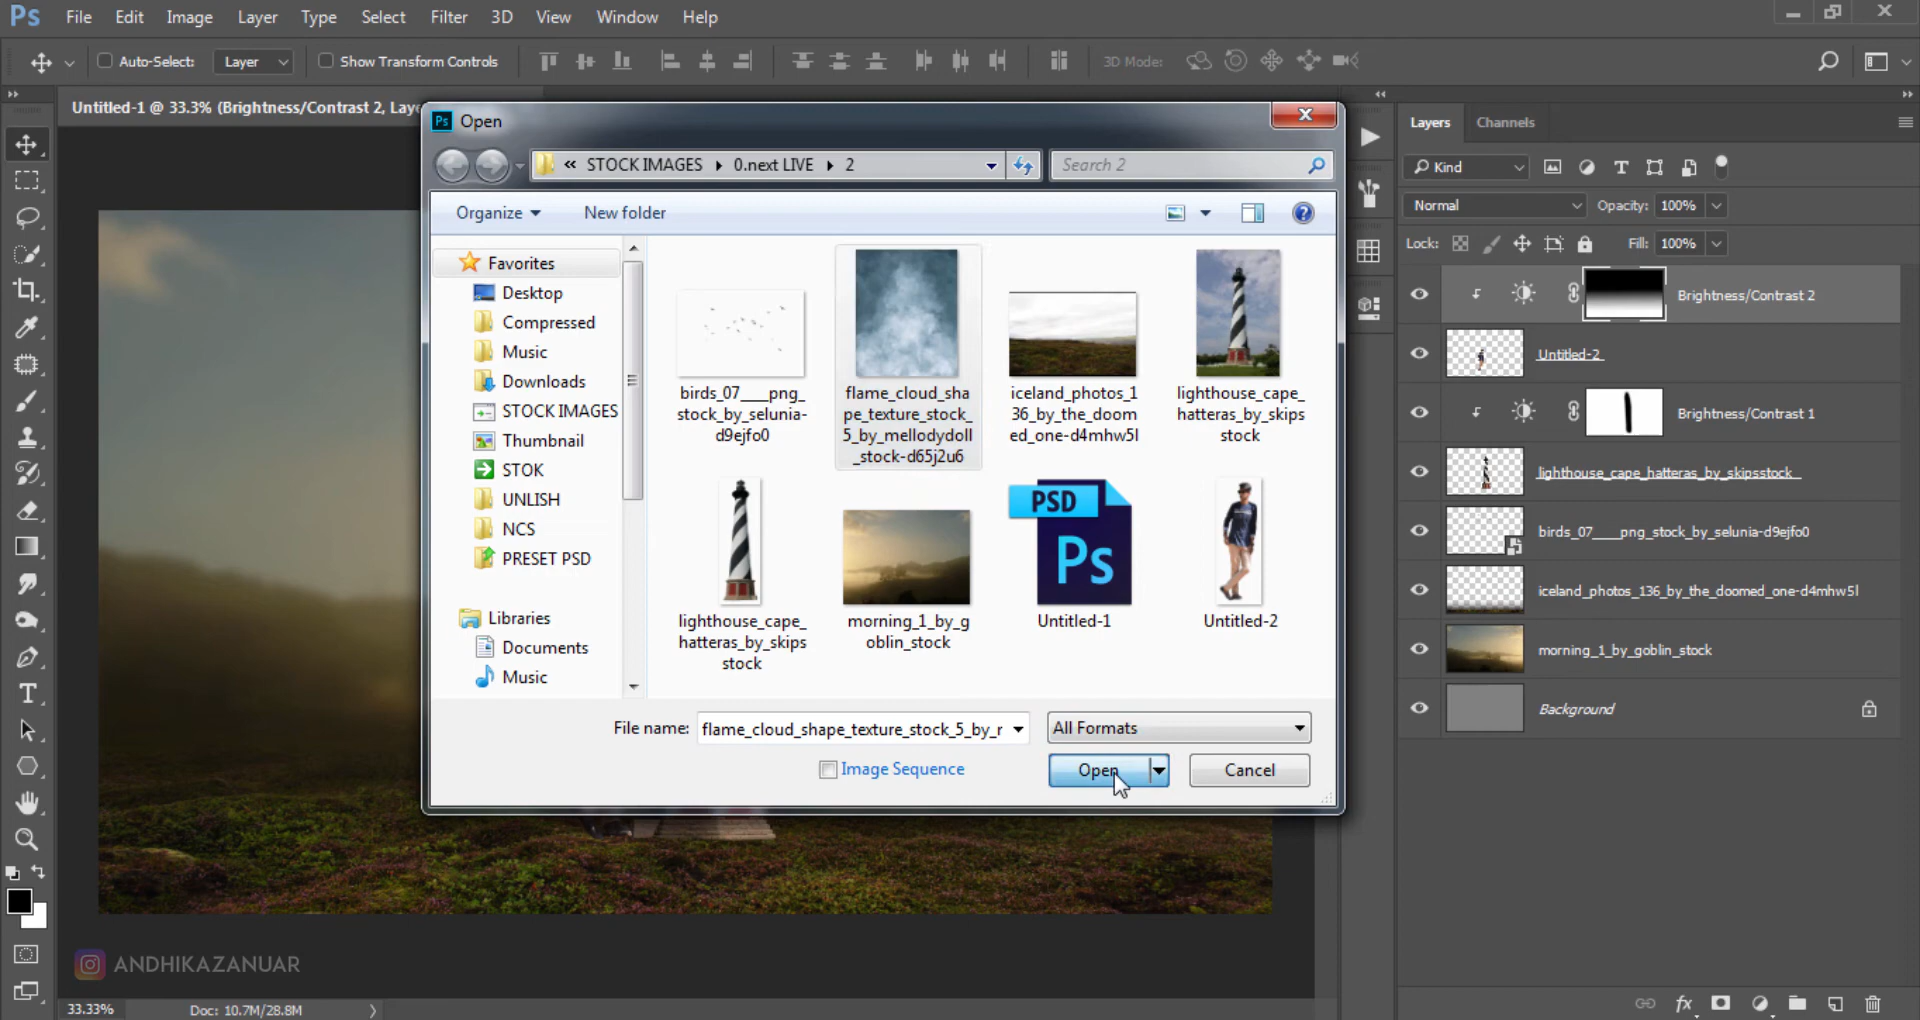 Ps File Edit Image Layer Type Select Filter 3D View Window Help
Auto-Select: Layer Show Transform Controls 3D Mode:
Untitled-1 @ 33.3% (Brightness/Contrast 2, Laye
Ps Open
« STOCK IMAGES 0.next LIVE 2 Search 2
Organize New folder
Favorites
Desktop
Compressed
Music
Downloads
STOCK IMAGES
Thumbnail
STOK
UNLISH
NCS
PRESET PSD
Libraries
Documents
Music
birds_07___png_
stock_by_selunia-
d9ejfo0
flame_cloud_sha
pe_texture_stock_
5_by_mellodydoll
_stock-d65j2u6
iceland_photos_1
36_by_the_doom
ed_one-d4mhw5l
lighthouse_cape_
hatteras_by_skips
stock
lighthouse_cape_
hatteras_by_skips
stock
morning_1_by_g
oblin_stock
PSD
Ps
Untitled-1
Untitled-2
File name: flame_cloud_shape_texture_stock_5_by_r All Formats
Image Sequence Open Cancel
Layers Channels
Kind
Normal Opacity: 100%
Lock: Fill: 100%
Brightness/Contrast 2
Untitled-2
Brightness/Contrast 1
lighthouse_cape_hatteras_by_skipsstock
birds_07___png_stock_by_selunia-d9ejfo0
iceland_photos_136_by_the_doomed_one-d4mhw5l
morning_1_by_goblin_stock
Background
ANDHIKAZANUAR
33.33% Doc: 10.7M/28.8M
fx